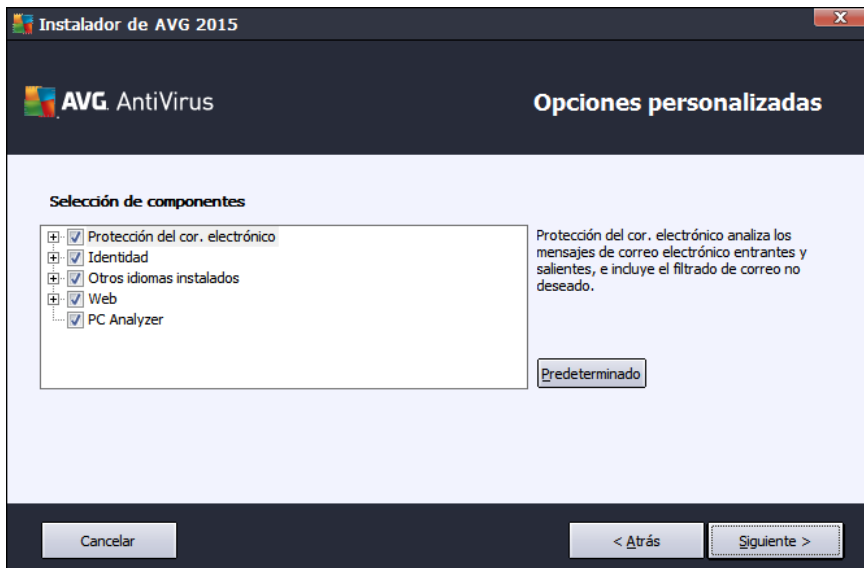 Instalador de AVG 2015
AVG. AntiVirus
Opciones personalizadas
Selección de componentes
Protección del cor. electrónico
Identidad
Otros idiomas instalados
Web
PC Analyzer
Protección del cor. electrónico analiza los
mensajes de correo electrónico entrantes y
salientes, e incluye el filtrado de correo no
deseado.
Predeterminado
Cancelar
< Atrás
Siguiente >